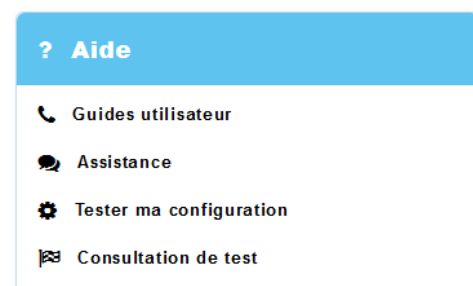 ? Aide
Guides utilisateur
Assistance
Tester ma configuration
Consultation de test